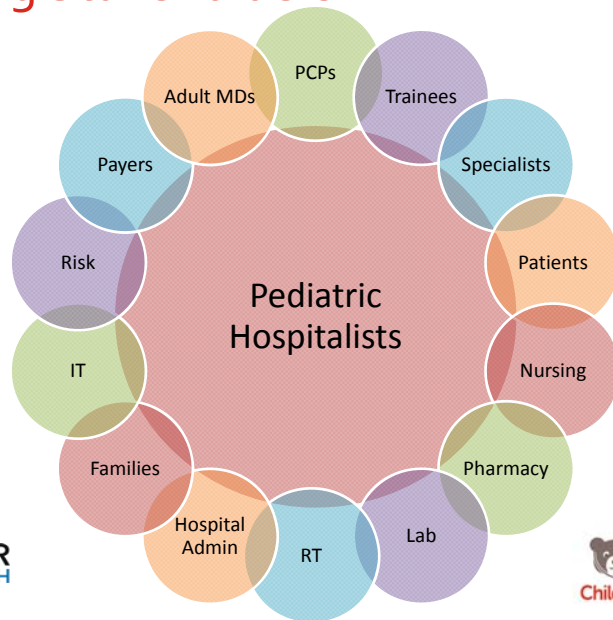 PCPs
Adult MDs
Trainees
Payers
Specialists
Risk
Patients
Pediatric
Hospitalists
IT
Nursing
Families
Pharmacy
Hospital
Admin
RT
Lab